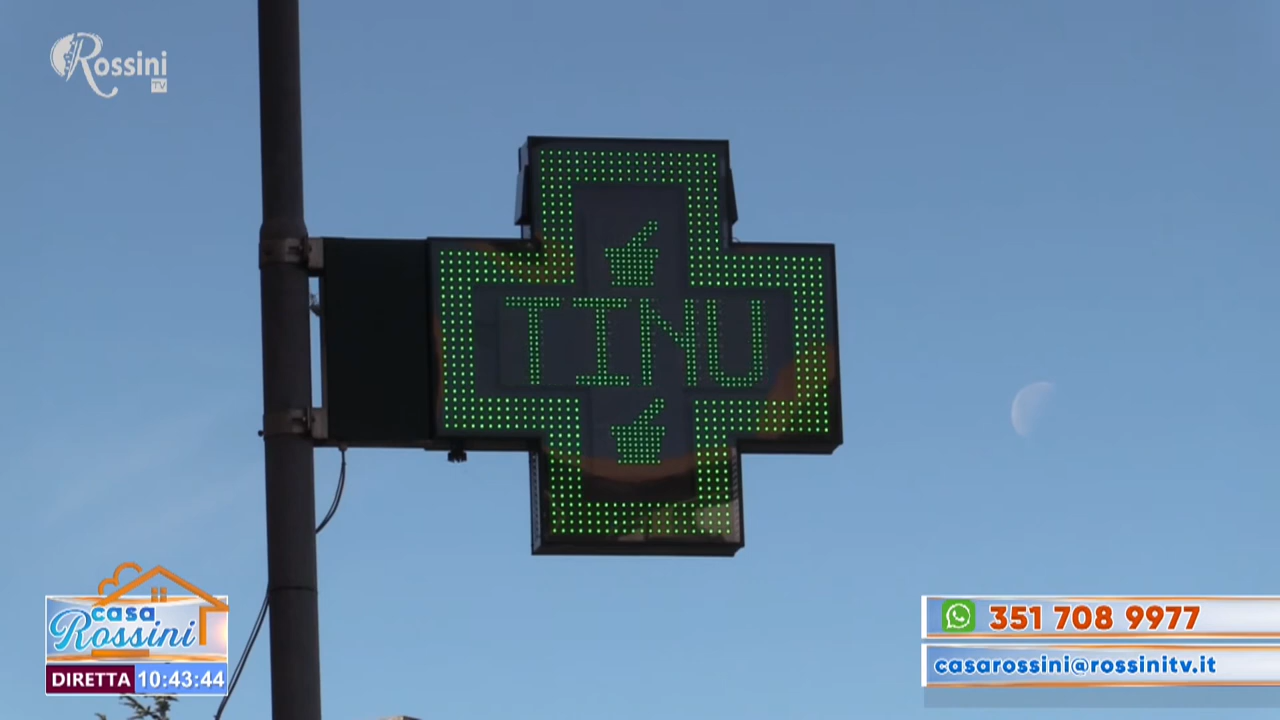 Rossini
TV
TINU
casa
Rossini
DIRETTA 10:43:44
351 708 9977
casarossini@rossinitv.it